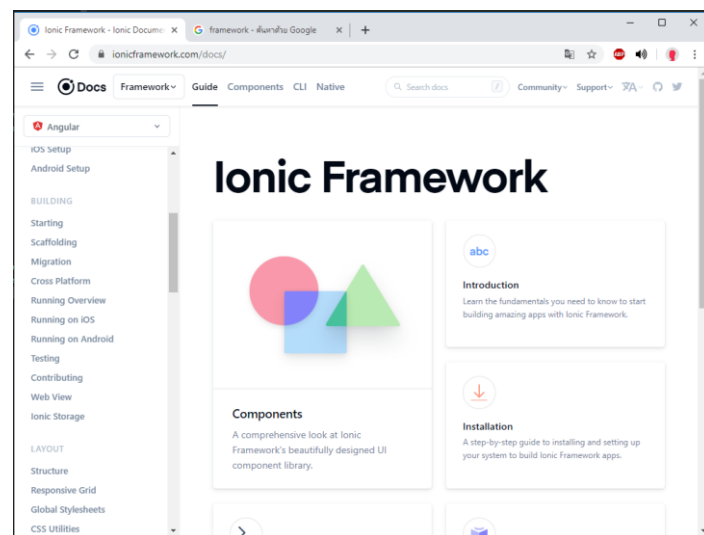 Ionic Framework - Ionic Docume
framework - ค้นหาด้วย Google
ionicframework.com/docs/
ABP
Docs
Framework
Guide
Components
CLI
Native
Search docs
/
Community
Support
Angular
iOS Setup
Android Setup
BUILDING
Starting
Scaffolding
Migration
Cross Platform
Running Overview
Running on iOS
Running on Android
Testing
Contributing
Web View
Ionic Storage
LAYOUT
Structure
Responsive Grid
Global Stylesheets
CSS Utilities
Ionic Framework
Components
A comprehensive look at Ionic
Framework's beautifully designed UI
component library.
abc
Introduction
Learn the fundamentals you need to know to start
building amazing apps with Ionic Framework.
Installation
A step-by-step guide to installing and setting up
your system to build Ionic Framework apps.